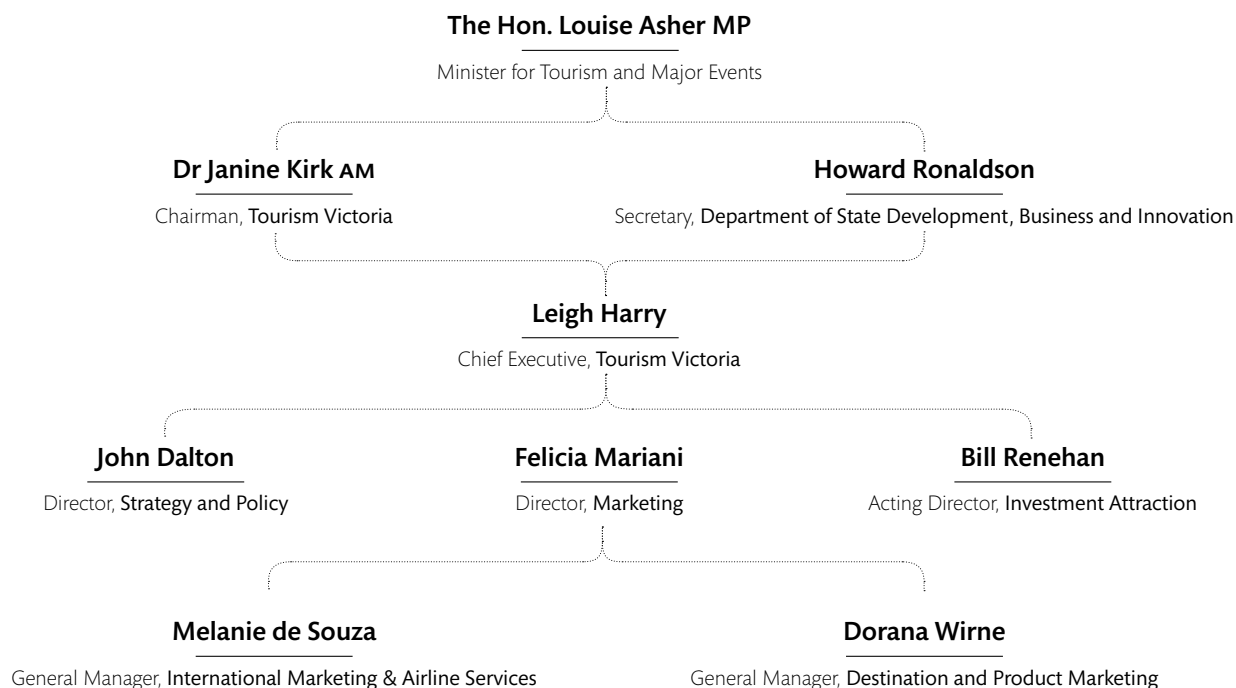 The Hon. Louise Asher MP
Minister for Tourism and Major Events
Dr Janine Kirk AM
Chairman, Tourism Victoria
Howard Ronaldson
Secretary, Department of State Development, Business and Innovation
Leigh Harry
Chief Executive, Tourism Victoria
John Dalton
Director, Strategy and Policy
Felicia Mariani
Director, Marketing
Bill Renehan
Acting Director, Investment Attraction
Melanie de Souza
General Manager, International Marketing & Airline Services
Dorana Wirne
General Manager, Destination and Product Marketing